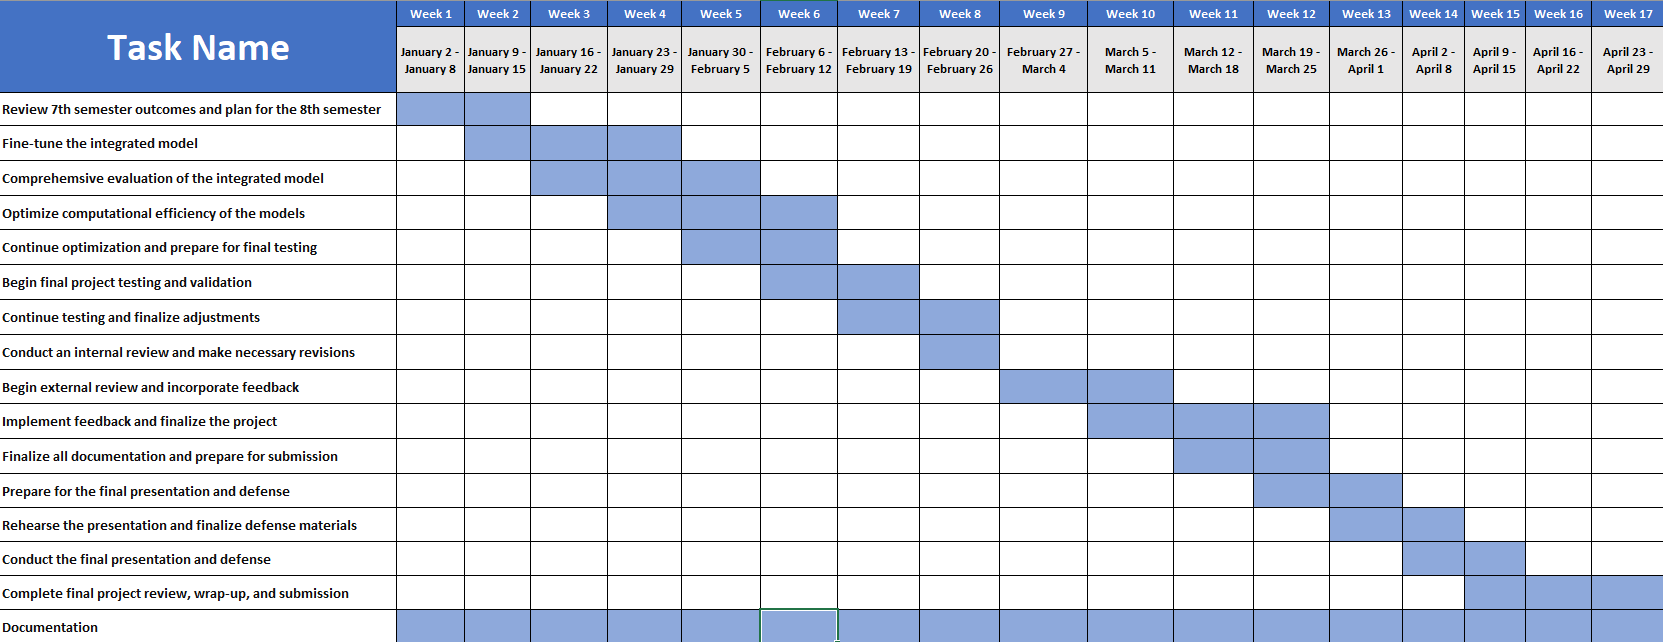 Task Name
Week 1 Week 2 Week 3 Week 4 Week 5 Week 6 Week 7 Week 8 Week 9 Week 10 Week 11 Week 12 Week 13 Week 14 Week 15 Week 16 Week 17
January 2 - January 9 - January 16 - January 23 - January 30 - February 6 - February 13 - February 20 - February 27 - March 5 - March 12 - March 19 - March 26 - April 2 - April 9 - April 16 - April 23 -
January 8 January 15 January 22 January 29 February 5 February 12 February 19 February 26 March 4 March 11 March 18 March 25 April 1 April 8 April 15 April 22 April 29
Review 7th semester outcomes and plan for the 8th semester
Fine-tune the integrated model
Comprehemsive evaluation of the integrated model
Optimize computational efficiency of the models
Continue optimization and prepare for final testing
Begin final project testing and validation
Continue testing and finalize adjustments
Conduct an internal review and make necessary revisions
Begin external review and incorporate feedback
Implement feedback and finalize the project
Finalize all documentation and prepare for submission
Prepare for the final presentation and defense
Rehearse the presentation and finalize defense materials
Conduct the final presentation and defense
Complete final project review, wrap-up, and submission
Documentation